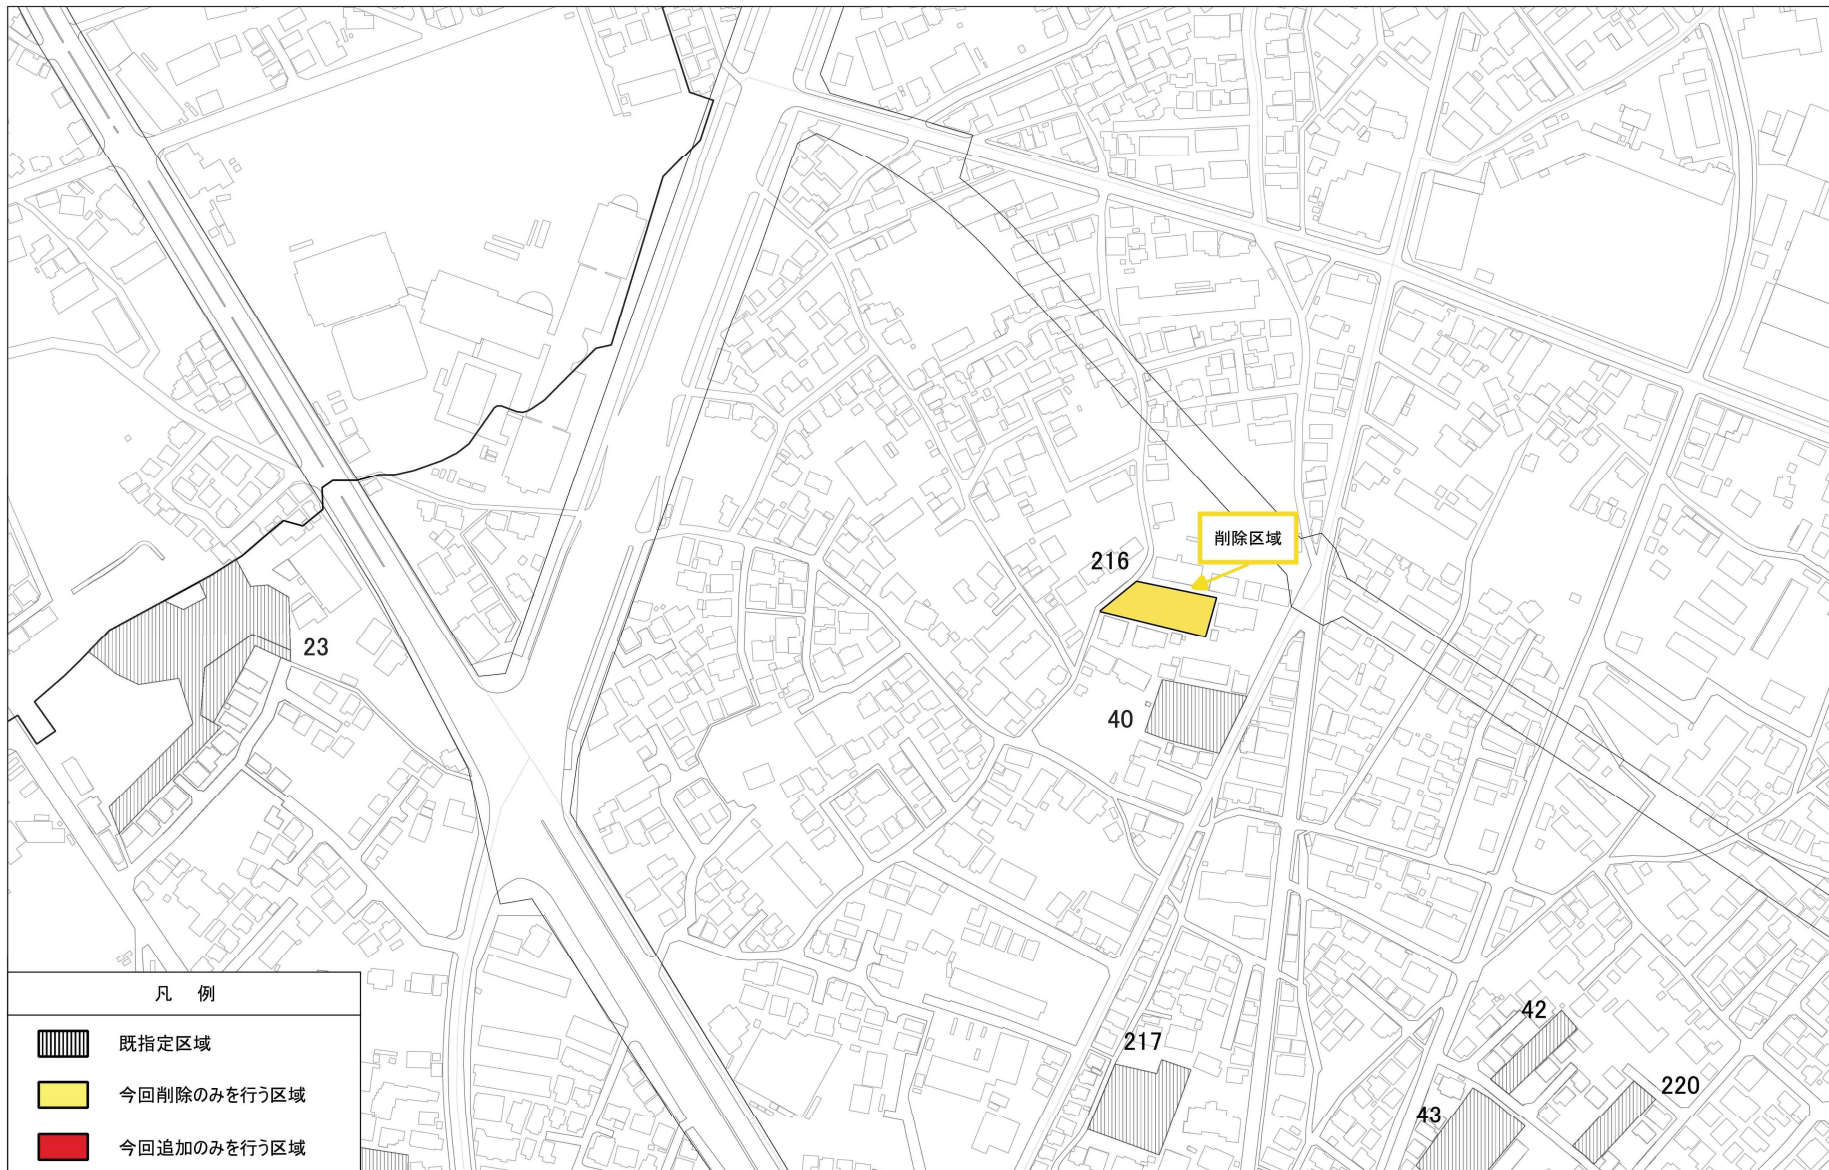 削除区域
216
23
40
42
217
220
43
凡 例
既指定区域
今回削除のみを行う区域
今回追加のみを行う区域